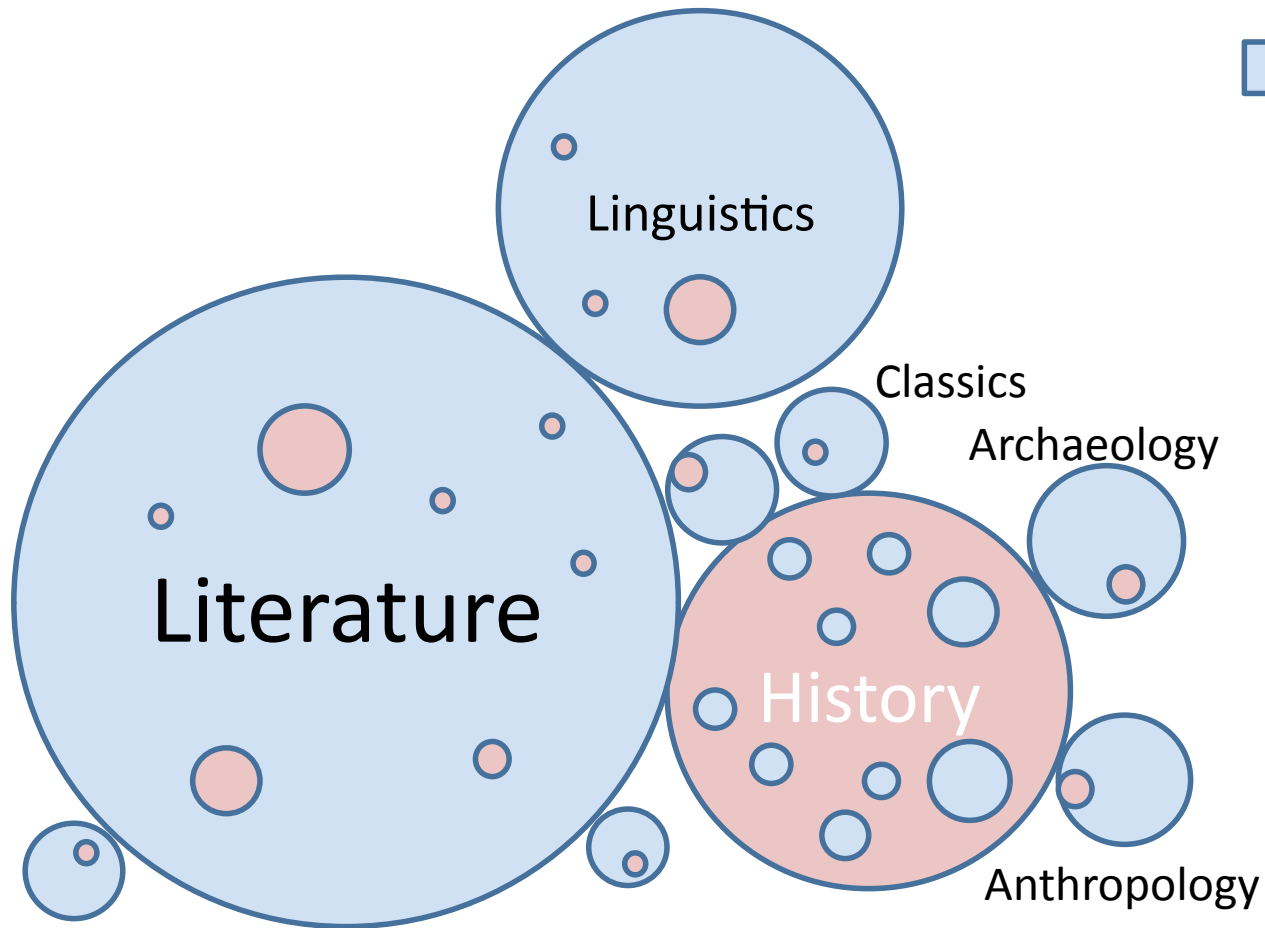 Linguistics
Classics
Archaeology
Literature
History
Anthropology